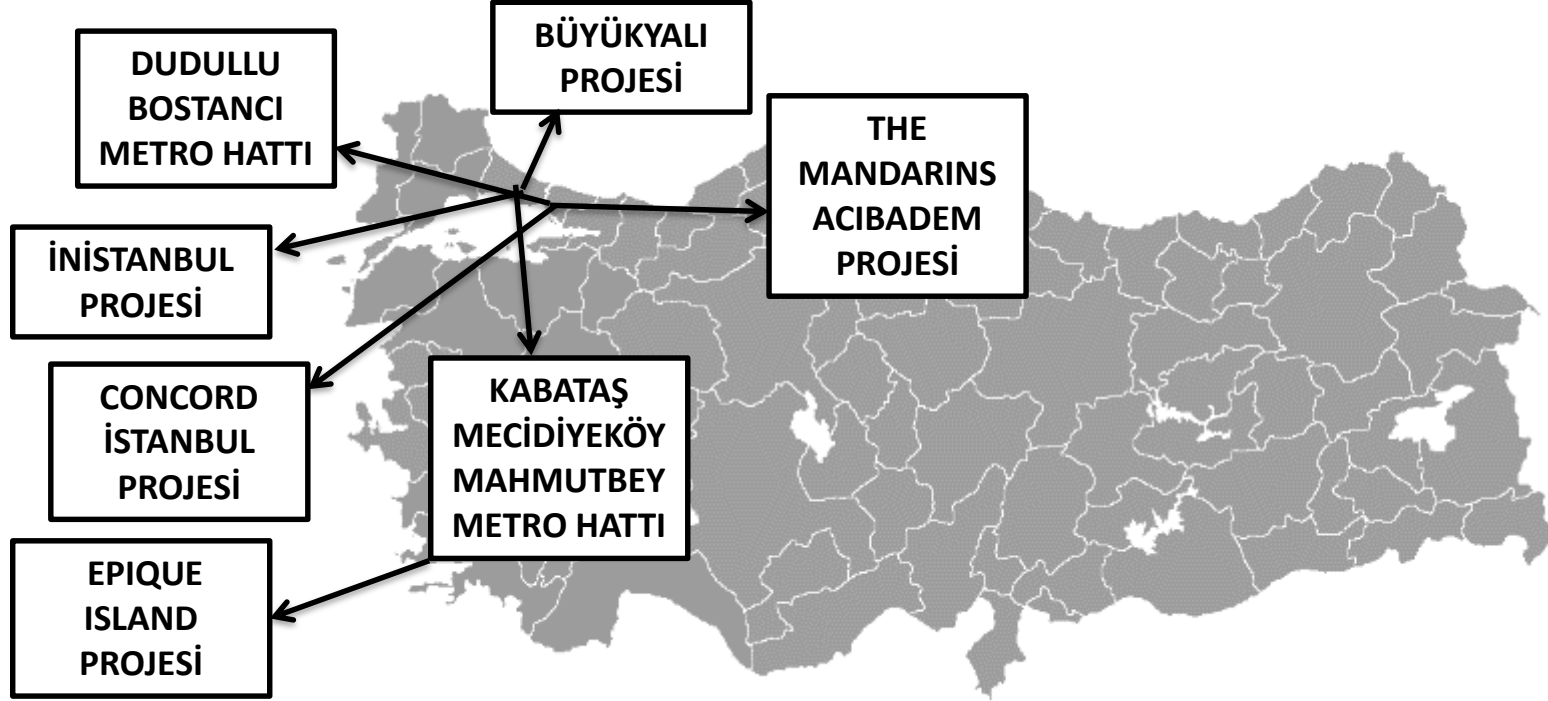 DUDULLU
BOSTANCI
METRO HATTI
BÜYÜKYALI
PROJESİ
THE
MANDARINS
ACIBADEM
PROJESİ
İNİSTANBUL
PROJESİ
CONCORD
İSTANBUL
PROJESİ
KABATAŞ
MECİDİYEKÖY
MAHMUTBEY
METRO HATTI
EPIQUE
ISLAND
PROJESİ